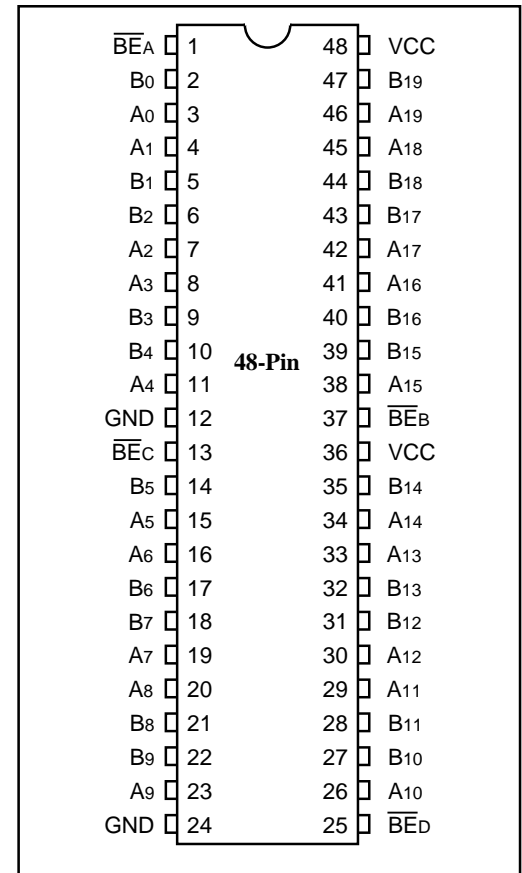 B̅E̅A 1 48 VCC
B0 2 47 B19
A0 3 46 A19
A1 4 45 A18
B1 5 44 B18
B2 6 43 B17
A2 7 42 A17
A3 8 41 A16
B3 9 40 B16
B4 10 39 B15
48-Pin
A4 11 38 A15
GND 12 37 B̅E̅B
B̅E̅C 13 36 VCC
B5 14 35 B14
A5 15 34 A14
A6 16 33 A13
B6 17 32 B13
B7 18 31 B12
A7 19 30 A12
A8 20 29 A11
B8 21 28 B11
B9 22 27 B10
A9 23 26 A10
GND 24 25 B̅E̅D